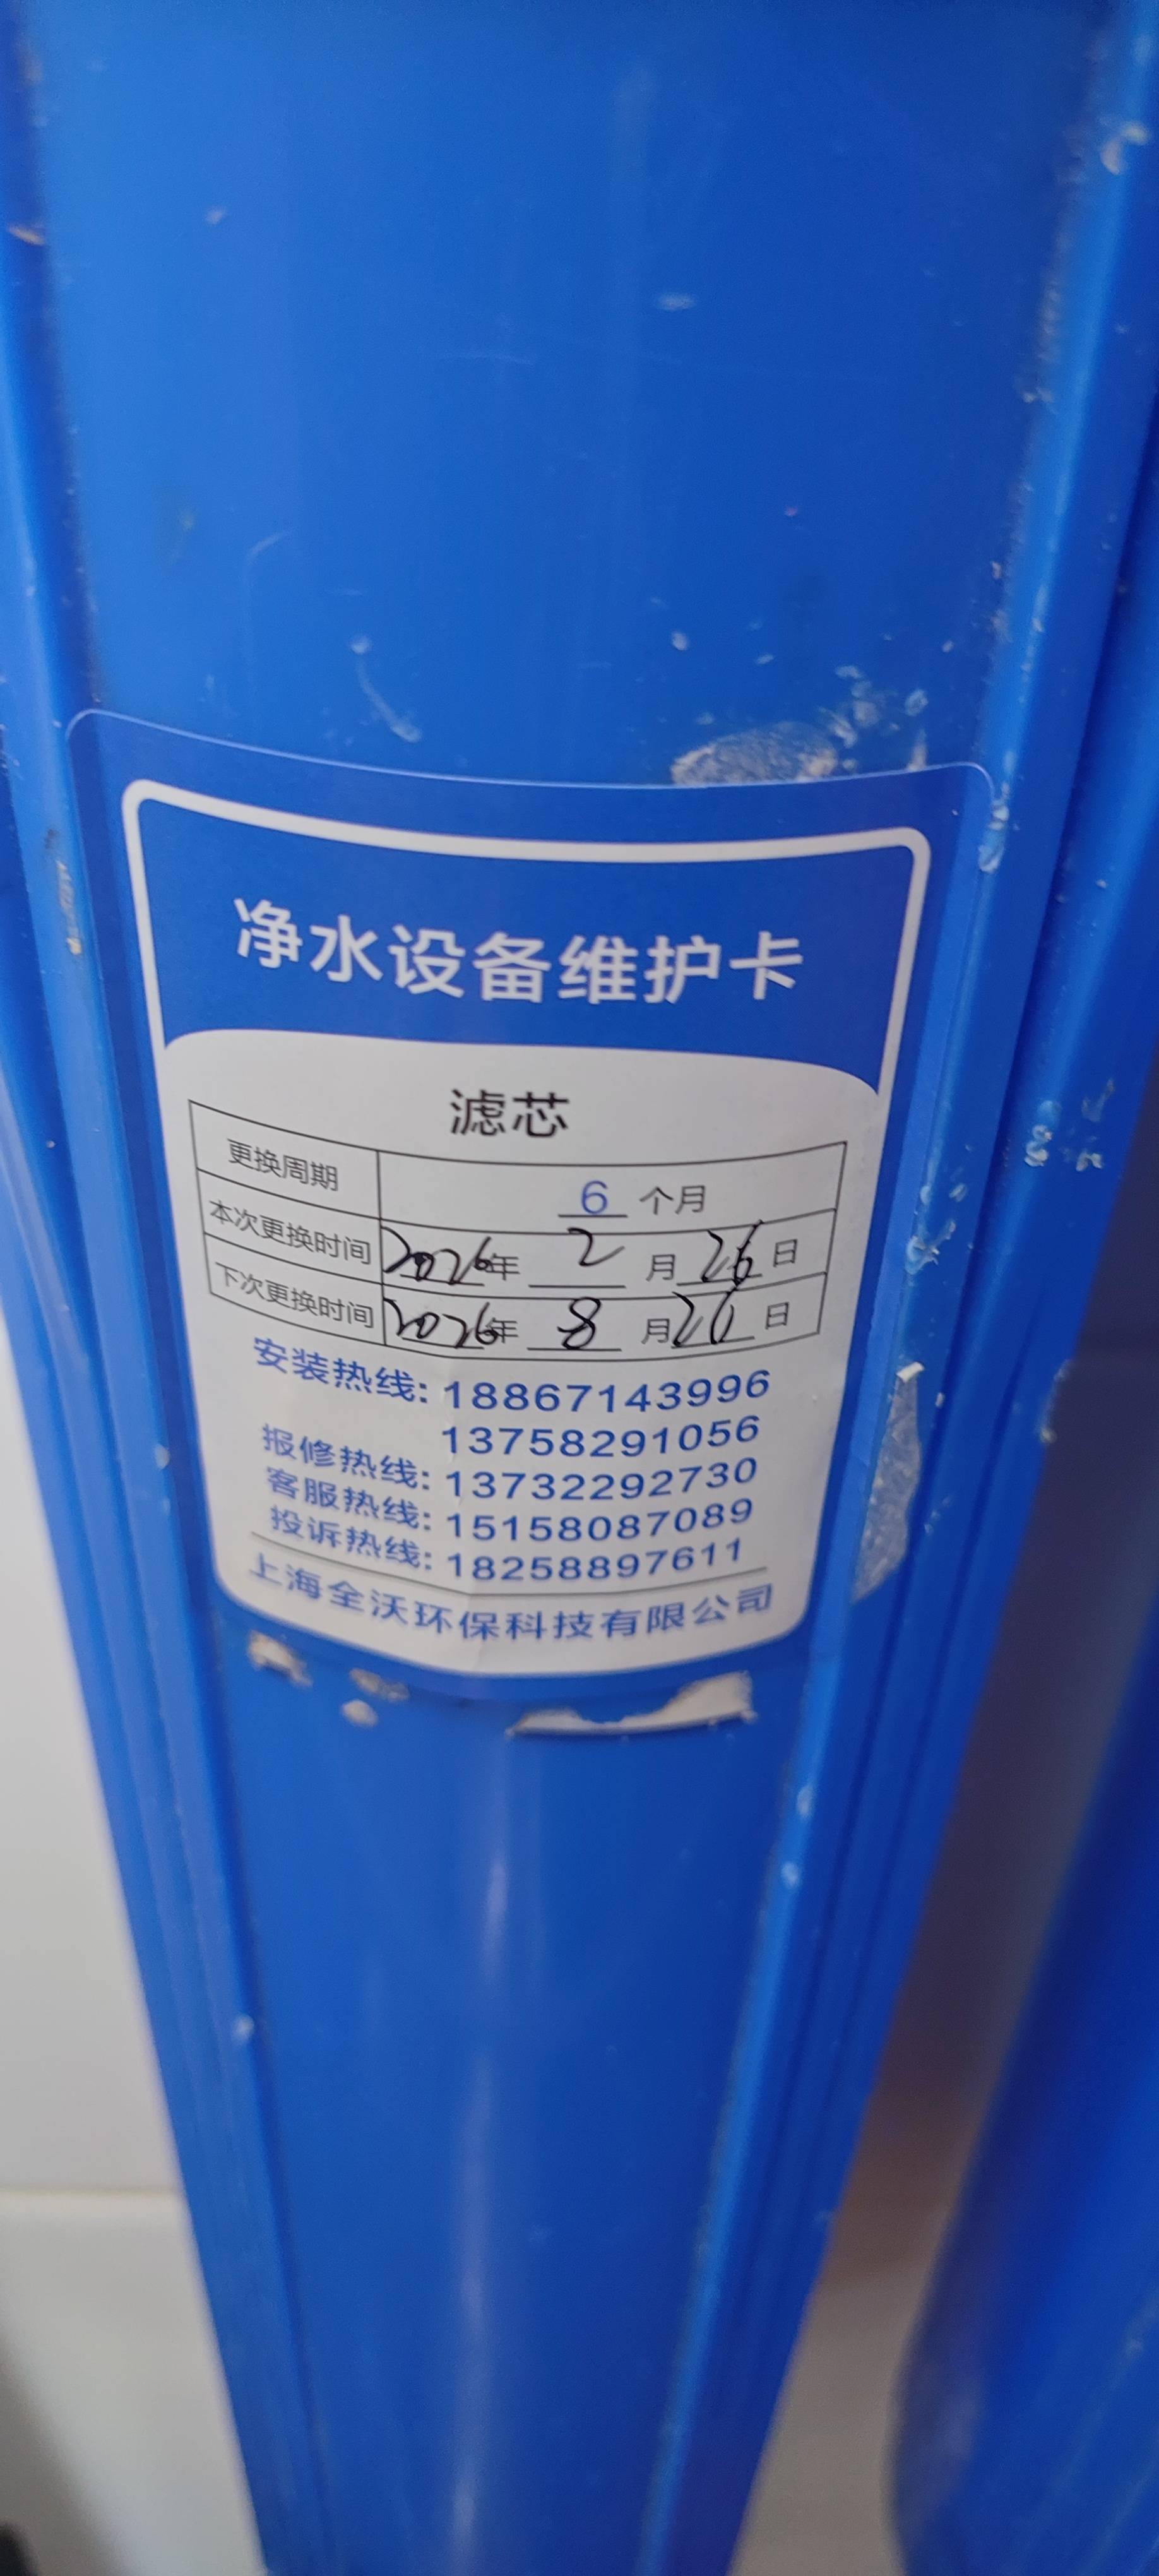 净水设备维护卡
滤芯
更换周期 6 个月
本次更换时间 2026年 2 月 26 日
下次更换时间 2026年 8 月 日
安装热线: 18867143996
13758291056
报修热线: 13732292730
客服热线: 15158087089
投诉热线: 18258897611
上海全沃环保科技有限公司